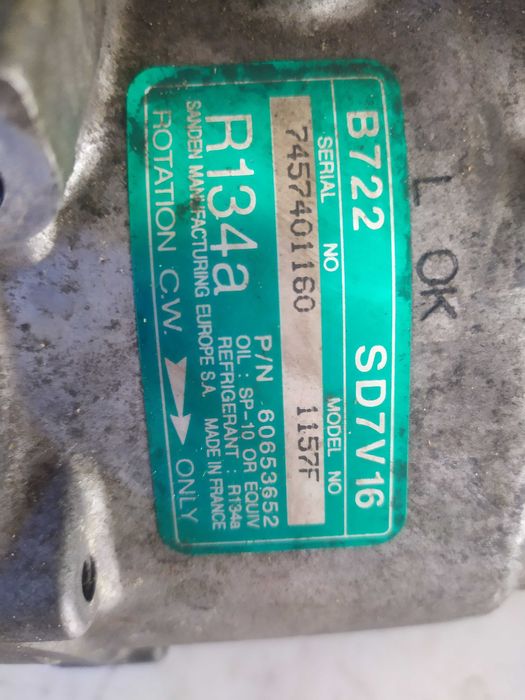 L OK
B722 SD7V16
SERIAL NO MODEL NO
7457401160 1157F
R134a
P/N 60653652
OIL : SP-10 OR EQUIV
REFRIGERANT : R134a
SANDEN MANUFACTURING EUROPE S.A. MADE IN FRANCE
ROTATION C.W. ONLY